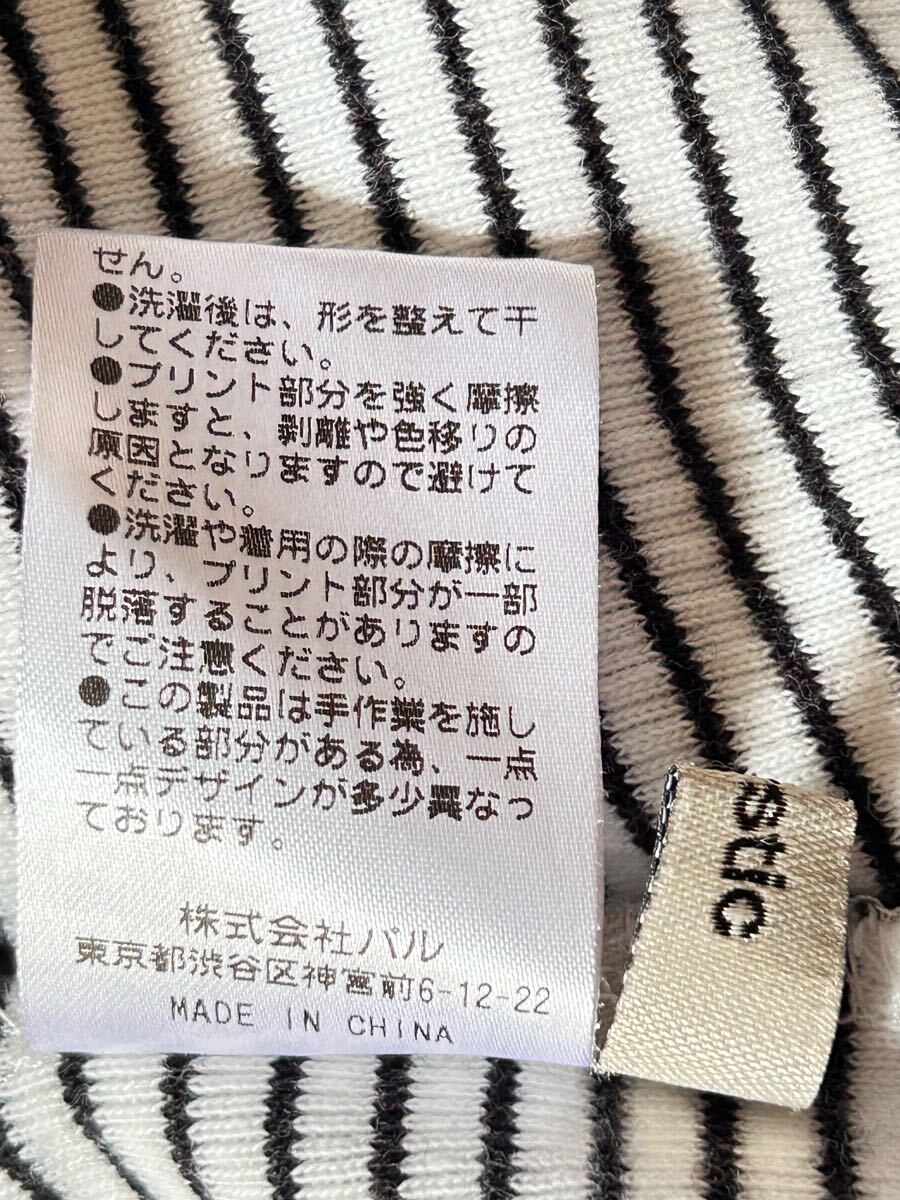 せん。
●洗濯後は、形を整えて干
してください。
●プリント部分を強く摩擦
しますと、剥離や色移りの
原因となりますので避けて
ください。
●洗濯や着用の際の摩擦に
より、プリント部分が一部
脱落することがありますの
でご注意ください。
●この製品は手作業を施し
ている部分がある為、一点
一点デザインが多少異なっ
ております。
株式会社パル
東京都渋谷区神宮前6-12-22
MADE IN CHINA
stic